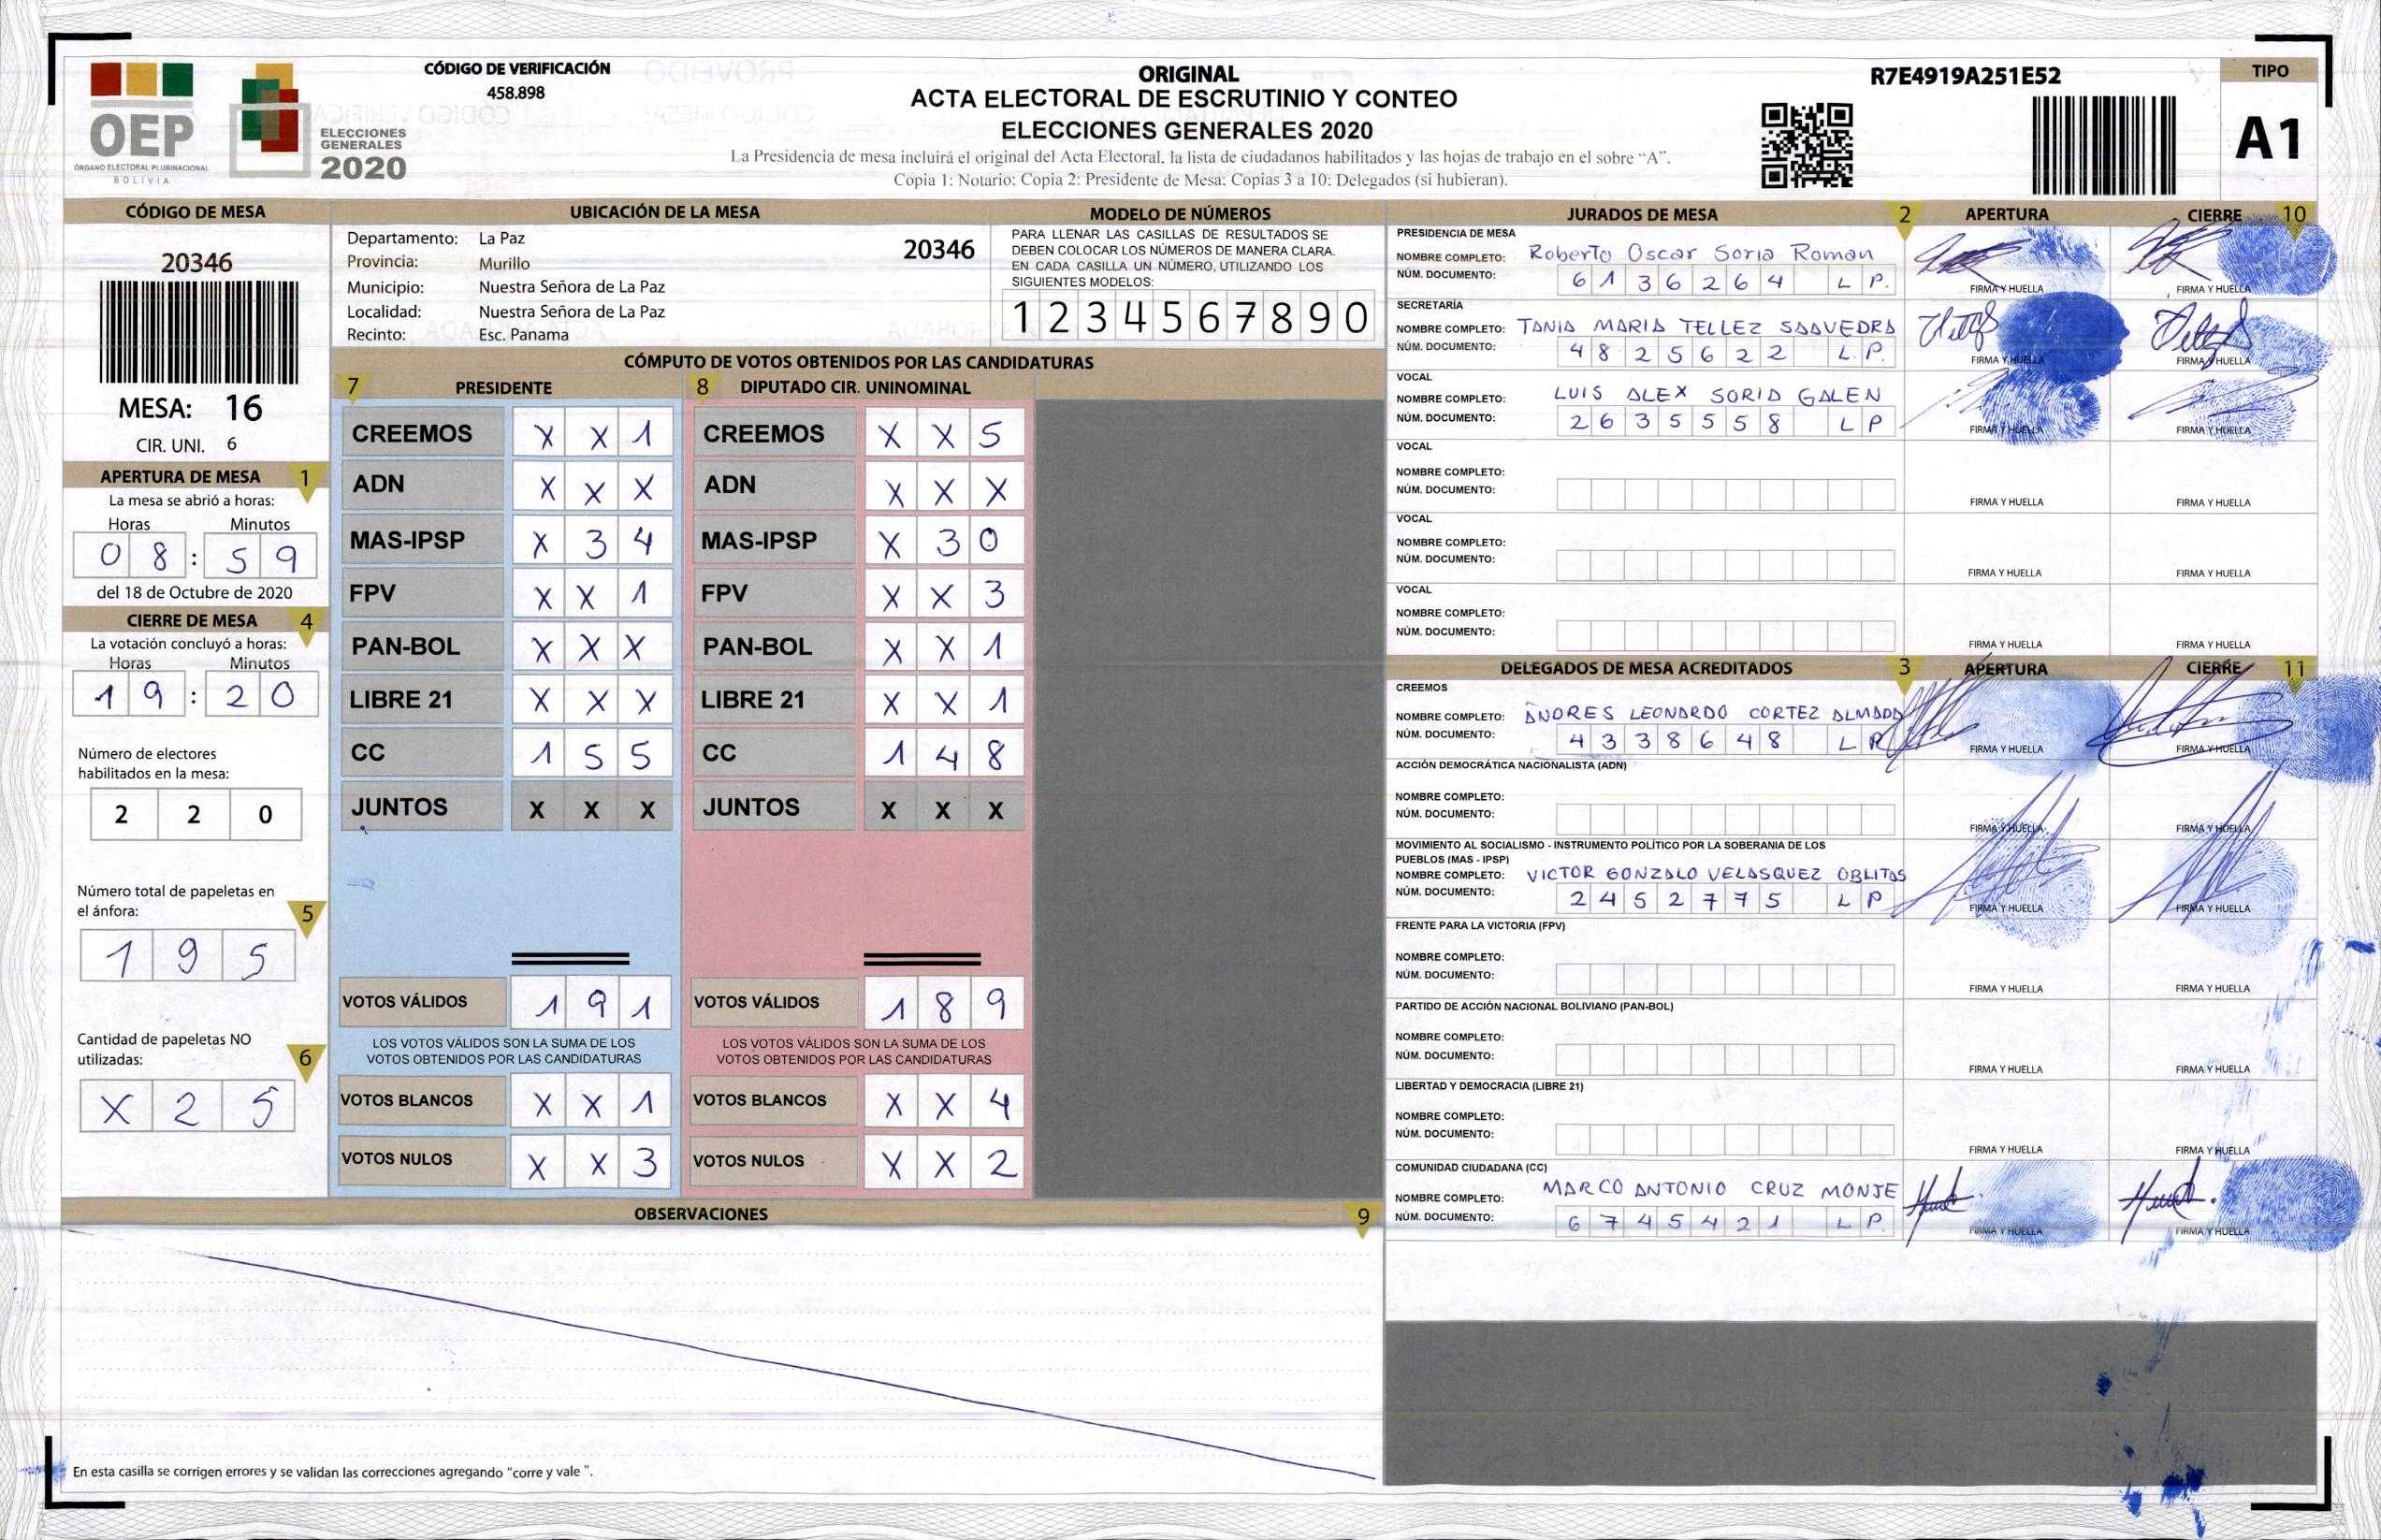 CÓDIGO DE VERIFICACIÓN
458.898
OEP
ÓRGANO ELECTORAL PLURINACIONAL
BOLIVIA
ELECCIONES
GENERALES
2020
ORIGINAL
ACTA ELECTORAL DE ESCRUTINIO Y CONTEO
ELECCIONES GENERALES 2020
La Presidencia de mesa incluirá el original del Acta Electoral, la lista de ciudadanos habilitados y las hojas de trabajo en el sobre “A”.
Copia 1: Notario: Copia 2: Presidente de Mesa: Copias 3 a 10: Delegados (si hubieran).
R7E4919A251E52
TIPO
A1
CÓDIGO DE MESA
20346
MESA: 16
CIR. UNI. 6
APERTURA DE MESA 1
La mesa se abrió a horas:
Horas Minutos
0 8 : 5 9
del 18 de Octubre de 2020
CIERRE DE MESA 4
La votación concluyó a horas:
Horas Minutos
1 9 : 2 0
Número de electores
habilitados en la mesa:
2 2 0
Número total de papeletas en
el ánfora: 5
1 9 5
Cantidad de papeletas NO
utilizadas: 6
X 2 5
UBICACIÓN DE LA MESA
Departamento: La Paz 20346
Provincia: Murillo
Municipio: Nuestra Señora de La Paz
Localidad: Nuestra Señora de La Paz
Recinto: Esc. Panama
MODELO DE NÚMEROS
PARA LLENAR LAS CASILLAS DE RESULTADOS SE
DEBEN COLOCAR LOS NÚMEROS DE MANERA CLARA.
EN CADA CASILLA UN NÚMERO, UTILIZANDO LOS
SIGUIENTES MODELOS:
1 2 3 4 5 6 7 8 9 0
CÓMPUTO DE VOTOS OBTENIDOS POR LAS CANDIDATURAS
7 PRESIDENTE 8 DIPUTADO CIR. UNINOMINAL
CREEMOS X X 1 CREEMOS X X 5
ADN X X X ADN X X X
MAS-IPSP X 3 4 MAS-IPSP X 3 0
FPV X X 1 FPV X X 3
PAN-BOL X X X PAN-BOL X X 1
LIBRE 21 X X X LIBRE 21 X X 1
CC 1 5 5 CC 1 4 8
JUNTOS X X X JUNTOS X X X
VOTOS VÁLIDOS 1 9 1 VOTOS VÁLIDOS 1 8 9
LOS VOTOS VÁLIDOS SON LA SUMA DE LOS LOS VOTOS VÁLIDOS SON LA SUMA DE LOS
VOTOS OBTENIDOS POR LAS CANDIDATURAS VOTOS OBTENIDOS POR LAS CANDIDATURAS
VOTOS BLANCOS X X 1 VOTOS BLANCOS X X 4
VOTOS NULOS X X 3 VOTOS NULOS X X 2
OBSERVACIONES 9
En esta casilla se corrigen errores y se validan las correcciones agregando “corre y vale ”.
JURADOS DE MESA 2 APERTURA CIERRE 10
PRESIDENCIA DE MESA
NOMBRE COMPLETO: Roberto Oscar Soria Roman
NÚM. DOCUMENTO: 6 1 3 6 2 6 4 L P.
FIRMA Y HUELLA FIRMA Y HUELLA
SECRETARÍA
NOMBRE COMPLETO: TANIA MARIA TELLEZ SAAVEDRA
NÚM. DOCUMENTO: 4 8 2 5 6 2 2 L. P.
FIRMA Y HUELLA FIRMA Y HUELLA
VOCAL
NOMBRE COMPLETO: LUIS ALEX SORIA GALEN
NÚM. DOCUMENTO: 2 6 3 5 5 5 8 L P
FIRMA Y HUELLA FIRMA Y HUELLA
VOCAL
NOMBRE COMPLETO:
NÚM. DOCUMENTO:
FIRMA Y HUELLA FIRMA Y HUELLA
VOCAL
NOMBRE COMPLETO:
NÚM. DOCUMENTO:
FIRMA Y HUELLA FIRMA Y HUELLA
VOCAL
NOMBRE COMPLETO:
NÚM. DOCUMENTO:
FIRMA Y HUELLA FIRMA Y HUELLA
DELEGADOS DE MESA ACREDITADOS 3 APERTURA CIERRE 11
CREEMOS
NOMBRE COMPLETO: ANDRES LEONARDO CORTEZ ALMADA
NÚM. DOCUMENTO: 4 3 3 8 6 4 8 L P
FIRMA Y HUELLA FIRMA Y HUELLA
ACCIÓN DEMOCRÁTICA NACIONALISTA (ADN)
NOMBRE COMPLETO:
NÚM. DOCUMENTO:
FIRMA Y HUELLA FIRMA Y HUELLA
MOVIMIENTO AL SOCIALISMO - INSTRUMENTO POLÍTICO POR LA SOBERANIA DE LOS
PUEBLOS (MAS - IPSP)
NOMBRE COMPLETO: VICTOR GONZALO VELASQUEZ OBLITAS
NÚM. DOCUMENTO: 2 4 5 2 7 7 5 L P
FIRMA Y HUELLA FIRMA Y HUELLA
FRENTE PARA LA VICTORIA (FPV)
NOMBRE COMPLETO:
NÚM. DOCUMENTO:
FIRMA Y HUELLA FIRMA Y HUELLA
PARTIDO DE ACCIÓN NACIONAL BOLIVIANO (PAN-BOL)
NOMBRE COMPLETO:
NÚM. DOCUMENTO:
FIRMA Y HUELLA FIRMA Y HUELLA
LIBERTAD Y DEMOCRACIA (LIBRE 21)
NOMBRE COMPLETO:
NÚM. DOCUMENTO:
FIRMA Y HUELLA FIRMA Y HUELLA
COMUNIDAD CIUDADANA (CC)
NOMBRE COMPLETO: MARCO ANTONIO CRUZ MONJE
NÚM. DOCUMENTO: 6 7 4 5 4 2 1 L P.
FIRMA Y HUELLA FIRMA Y HUELLA